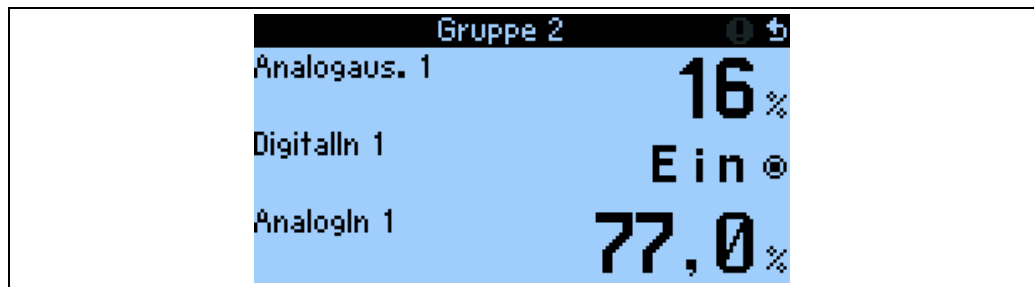 Gruppe 2
Analogaus. 1
16 %
DigitalIn 1
Ein
AnalogIn 1
77,0 %